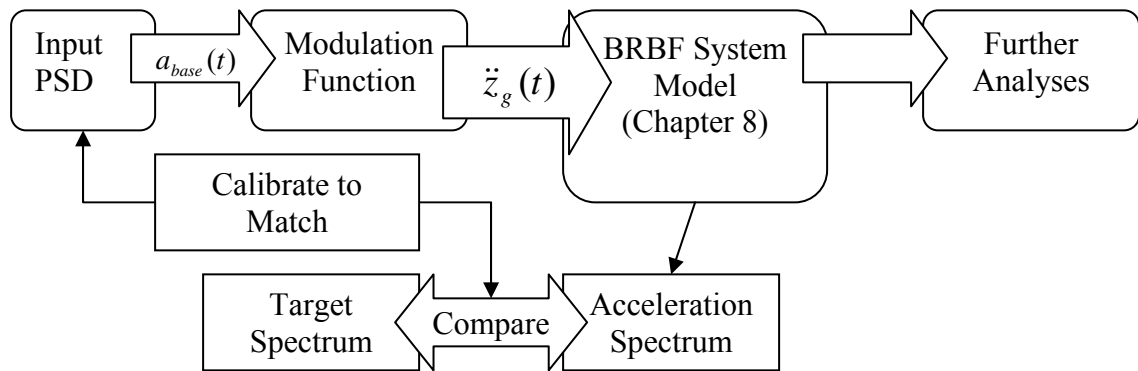 Input
PSD
a_base(t)
Modulation
Function
z̈_g(t)
BRBF System
Model
(Chapter 8)
Further
Analyses
Calibrate to
Match
Target
Spectrum
Compare
Acceleration
Spectrum